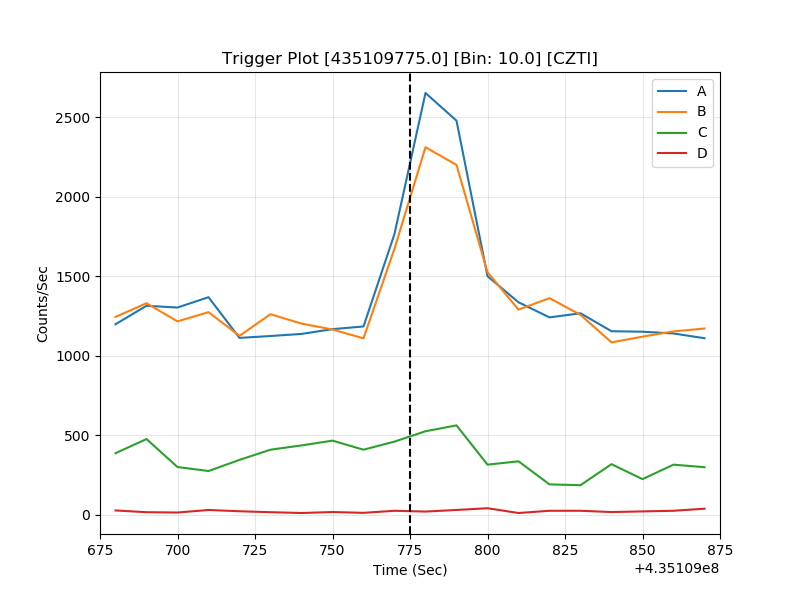 Trigger Plot [435109775.0] [Bin: 10.0] [CZTI]
A
B
C
D
2500
2000
1500
1000
500
0
Counts/Sec
675 700 725 750 775 800 825 850 875
Time (Sec)
+4.35109e8